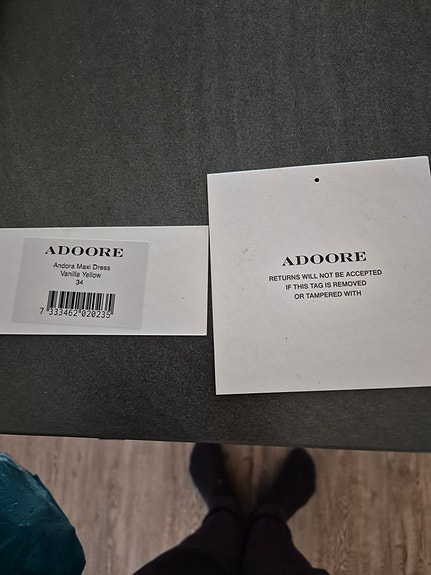 ADOORE
Andora Maxi Dress
Vanilla Yellow
34
7 333462 020235
ADOORE
RETURNS WILL NOT BE ACCEPTED
IF THIS TAG IS REMOVED
OR TAMPERED WITH